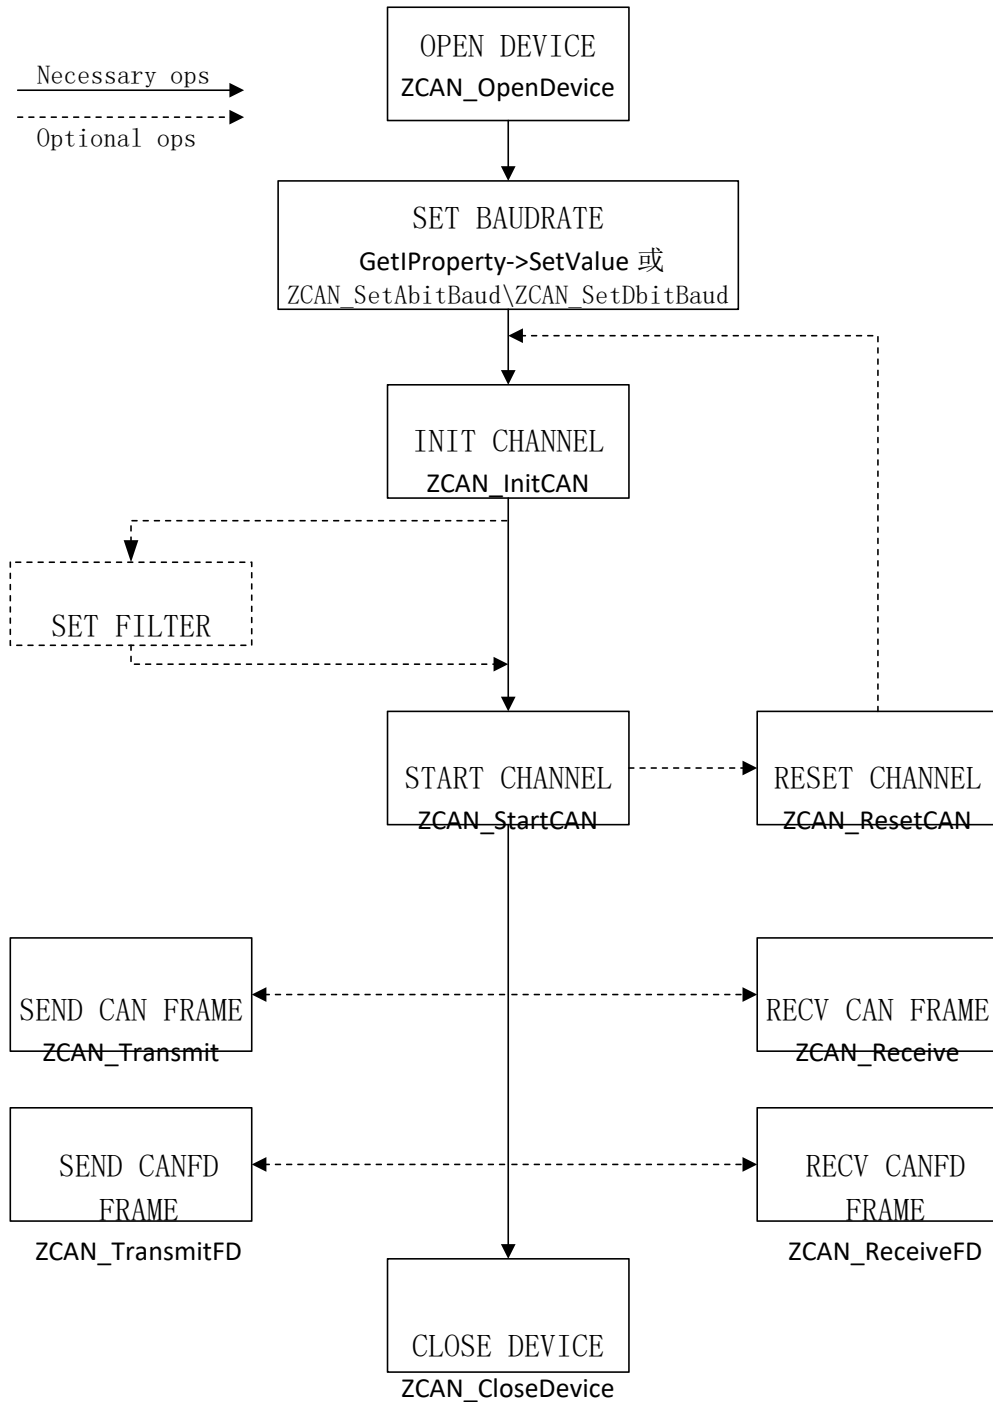 OPEN DEVICE
ZCAN_OpenDevice
Necessary ops
Optional ops
SET BAUDRATE
GetIProperty->SetValue 或
ZCAN_SetAbitBaud\ZCAN_SetDbitBaud
INIT CHANNEL
ZCAN_InitCAN
SET FILTER
START CHANNEL
ZCAN_StartCAN
RESET CHANNEL
ZCAN_ResetCAN
SEND CAN FRAME
ZCAN_Transmit
RECV CAN FRAME
ZCAN_Receive
SEND CANFD
FRAME
ZCAN_TransmitFD
RECV CANFD
FRAME
ZCAN_ReceiveFD
CLOSE DEVICE
ZCAN_CloseDevice